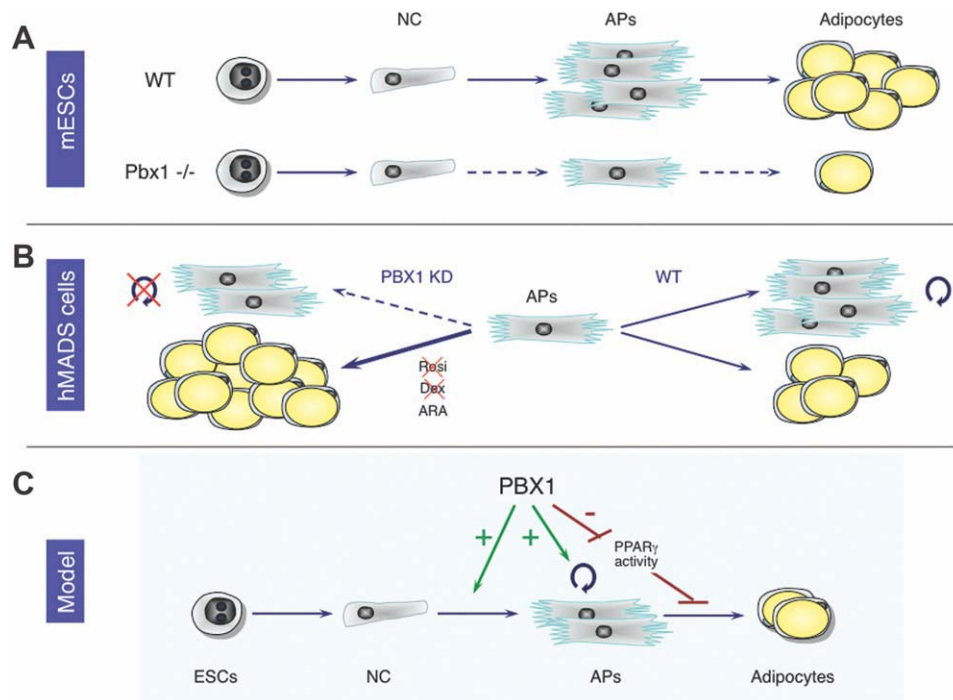 A
mESCs
NC
APs
Adipocytes
WT
Pbx1 -/-
B
hMADS cells
PBX1 KD
APs
WT
Rosi
Dex
ARA
C
Model
PBX1
+
+
-
PPARγ
activity
ESCs
NC
APs
Adipocytes